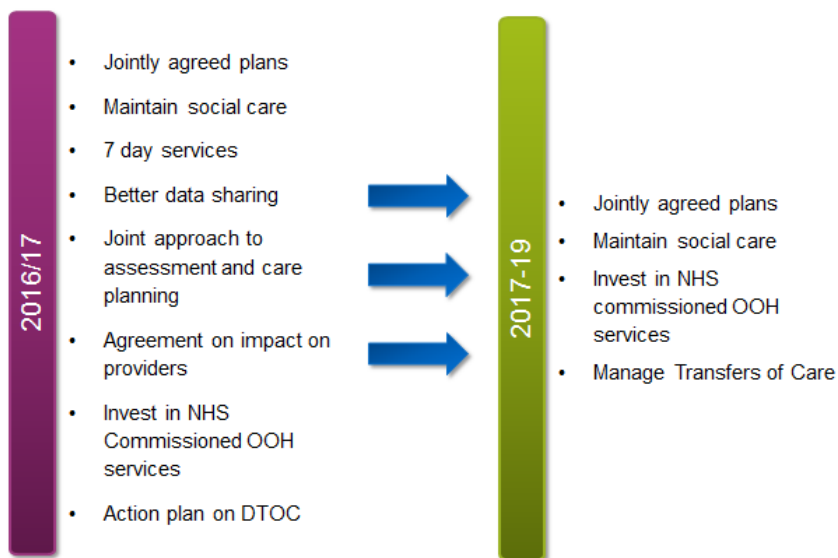 2016/17
• Jointly agreed plans
• Maintain social care
• 7 day services
• Better data sharing
• Joint approach to
assessment and care
planning
• Agreement on impact on
providers
• Invest in NHS
Commissioned OOH
services
• Action plan on DTOC
2017-19
• Jointly agreed plans
• Maintain social care
• Invest in NHS
commissioned OOH
services
• Manage Transfers of Care